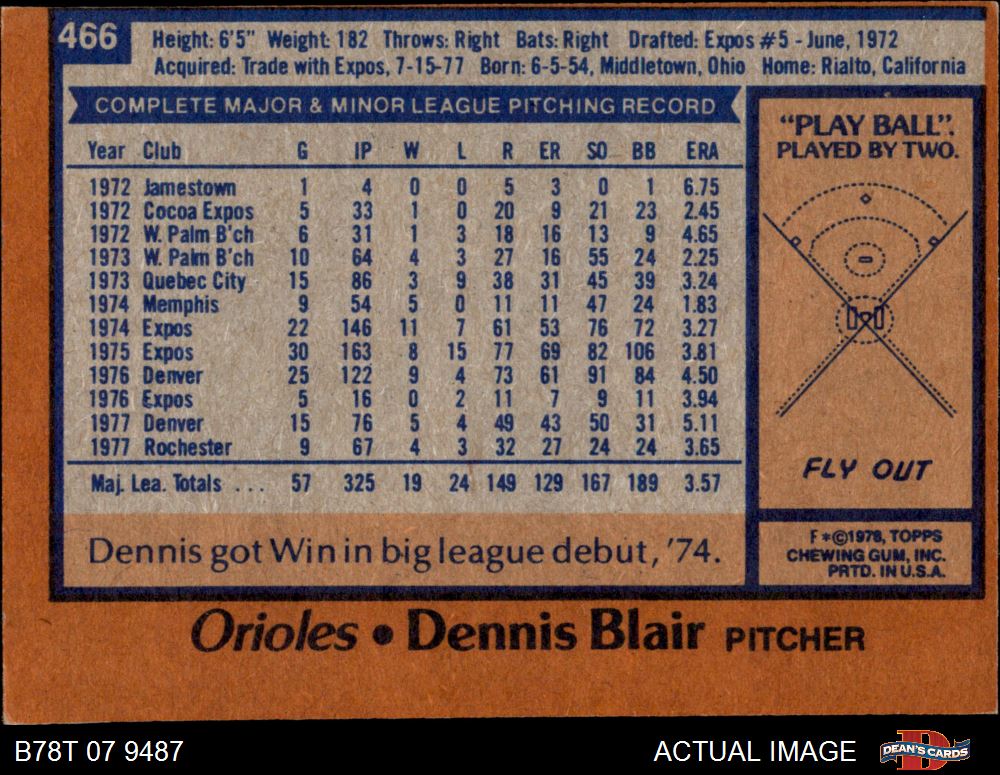 466
Height: 6'5" Weight: 182 Throws: Right Bats: Right Drafted: Expos #5 - June, 1972
Acquired: Trade with Expos, 7-15-77 Born: 6-5-54, Middletown, Ohio Home: Rialto, California
COMPLETE MAJOR & MINOR LEAGUE PITCHING RECORD
Year Club G IP W L R ER SO BB ERA
1972 Jamestown 1 4 0 0 5 3 0 1 6.75
1972 Cocoa Expos 5 33 1 0 20 9 21 23 2.45
1972 W. Palm B'ch 6 31 1 3 18 16 13 9 4.65
1973 W. Palm B'ch 10 64 4 3 27 16 55 24 2.25
1973 Quebec City 15 86 3 9 38 31 45 39 3.24
1974 Memphis 9 54 5 0 11 11 47 24 1.83
1974 Expos 22 146 11 7 61 53 76 72 3.27
1975 Expos 30 163 8 15 77 69 82 106 3.81
1976 Denver 25 122 9 4 73 61 91 84 4.50
1976 Expos 5 16 0 2 11 7 9 11 3.94
1977 Denver 15 76 5 4 49 43 50 31 5.11
1977 Rochester 9 67 4 3 32 27 24 24 3.65
Maj. Lea. Totals ... 57 325 19 24 149 129 167 189 3.57
Dennis got Win in big league debut, '74.
"PLAY BALL".
PLAYED BY TWO.
FLY OUT
F*©1978, TOPPS
CHEWING GUM, INC.
PRTD. IN U.S.A.
Orioles • Dennis Blair PITCHER
B78T 07 9487
ACTUAL IMAGE
DEAN'S CARDS